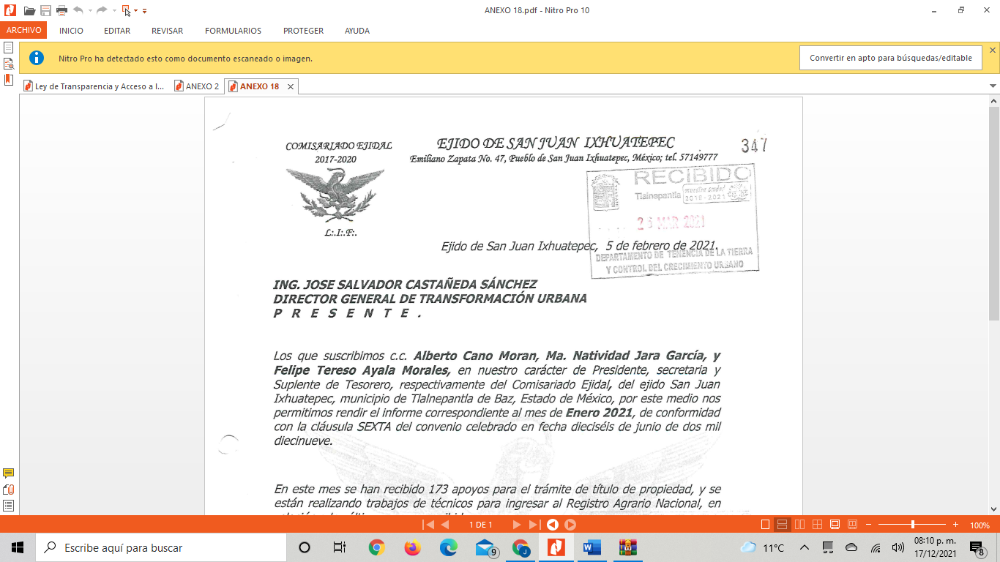 ANEXO 18.pdf - Nitro Pro 10
ARCHIVO INICIO EDITAR REVISAR FORMULARIOS PROTEGER AYUDA
Nitro Pro ha detectado esto como documento escaneado o imagen.
Convertir en apto para búsquedas/editable
Ley de Transparencia y Acceso a l... ANEXO 2 ANEXO 18
COMISARIADO EJIDAL
2017-2020
L:.I:.F:.
EJIDO DE SAN JUAN IXHUATEPEC
Emiliano Zapata No. 47, Pueblo de San Juan Ixhuatepec, México; tel. 57149777
347
RECIBIDO
Tlalnepantla
nuestra ciudad
2019-2021
MAR 2021
DEPARTAMENTO DE TENENCIA DE LA TIERRA
Y CONTROL DEL CRECIMIENTO URBANO
Ejido de San Juan Ixhuatepec, 5 de febrero de 2021.
ING. JOSE SALVADOR CASTAÑEDA SÁNCHEZ
DIRECTOR GENERAL DE TRANSFORMACIÓN URBANA
P R E S E N T E .
Los que suscribimos c.c. Alberto Cano Moran, Ma. Natividad Jara García, y
Felipe Tereso Ayala Morales, en nuestro carácter de Presidente, secretaria y
Suplente de Tesorero, respectivamente del Comisariado Ejidal, del ejido San Juan
Ixhuatepec, municipio de Tlalnepantla de Baz, Estado de México, por este medio nos
permitimos rendir el informe correspondiente al mes de Enero 2021, de conformidad
con la cláusula SEXTA del convenio celebrado en fecha dieciséis de junio de dos mil
diecinueve.
En este mes se han recibido 173 apoyos para el trámite de título de propiedad, y se
están realizando trabajos de técnicos para ingresar al Registro Agrario Nacional, en
1 DE 1
100%
Escribe aquí para buscar
9
J
11°C
08:10 p. m.
17/12/2021
8